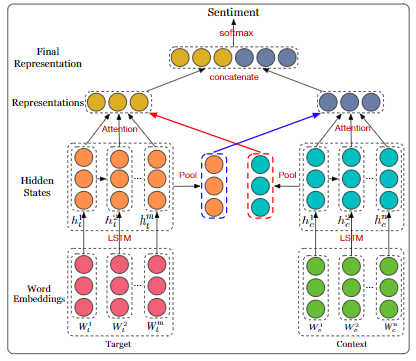 Sentiment
softmax
Final
Representation
concatenate
Representations
Attention
Attention
Hidden
States
Pool
Pool
h_t^1 h_t^2 ... h_t^m
h_c^1 h_c^2 ... h_c^n
LSTM
LSTM
Word
Embeddings
W_t^1 W_t^2 ... W_t^m
W_c^1 W_c^2 ... W_c^n
Target
Context